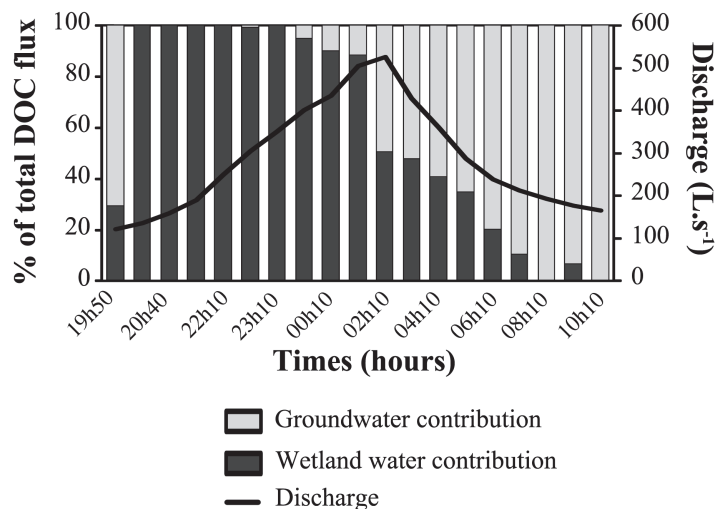 % of total DOC flux
100
80
60
40
20
0
600
500
400
300
200
100
0
Discharge (L.s-1)
19h50
20h40
22h10
23h10
00h10
02h10
04h10
06h10
08h10
10h10
Times (hours)
Groundwater contribution
Wetland water contribution
Discharge